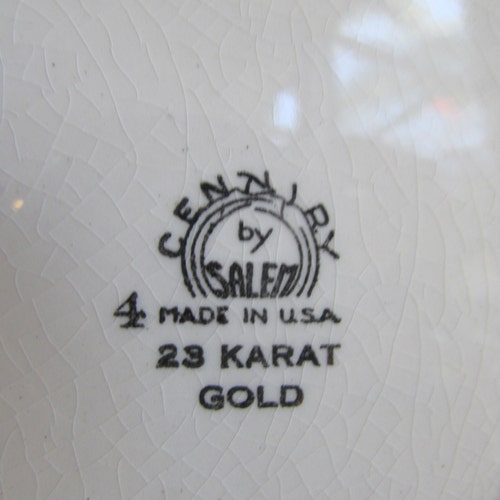 CENTURY
by
SALEM
4 MADE IN U.S.A.
23 KARAT
GOLD